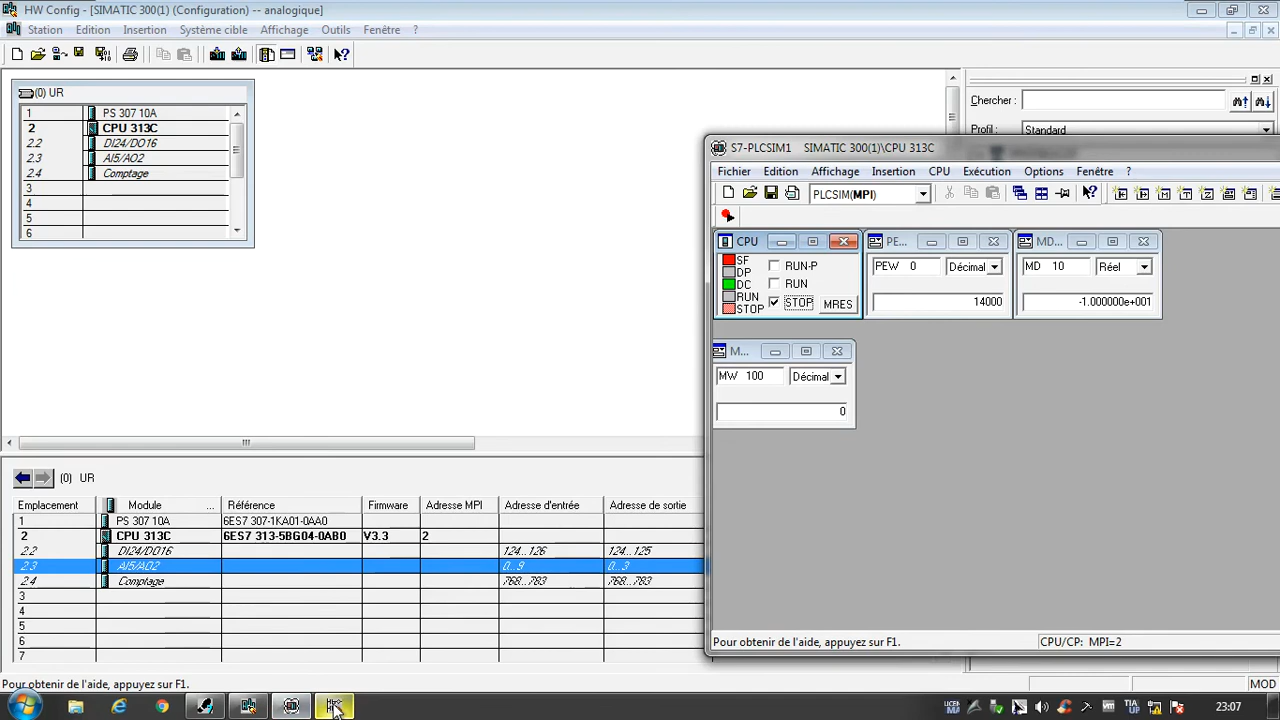 HW Config - [SIMATIC 300(1) (Configuration) -- analogique]
Station Edition Insertion Système cible Affichage Outils Fenêtre ?
(0) UR
1 PS 307 10A
2 CPU 313C
2.2 DI24/DO16
2.3 AI5/AO2
2.4 Comptage
3
4
5
6
Chercher :
Profil : Standard
S7-PLCSIM1 SIMATIC 300(1)\CPU 313C
Fichier Edition Affichage Insertion CPU Exécution Options Fenêtre ?
PLCSIM(MPI)
CPU
SF
DP
DC
RUN
STOP
RUN-P
RUN
STOP
MRES
PE...
PEW 0 Décimal
14000
MD...
MD 10 Réel
-1.000000e+001
M...
MW 100 Décimal
0
Pour obtenir de l'aide, appuyez sur F1. CPU/CP: MPI=2
(0) UR
Emplacement Module ... Référence Firmware Adresse MPI Adresse d'entrée Adresse de sortie
1 PS 307 10A 6ES7 307-1KA01-0AA0
2 CPU 313C 6ES7 313-5BG04-0AB0 V3.3 2
2.2 DI24/DO16 124...126 124...125
2.3 AI5/AO2 0...9 0...3
2.4 Comptage 768...783 768...783
3
4
5
6
7
Pour obtenir de l'aide, appuyez sur F1. MOD
23:07